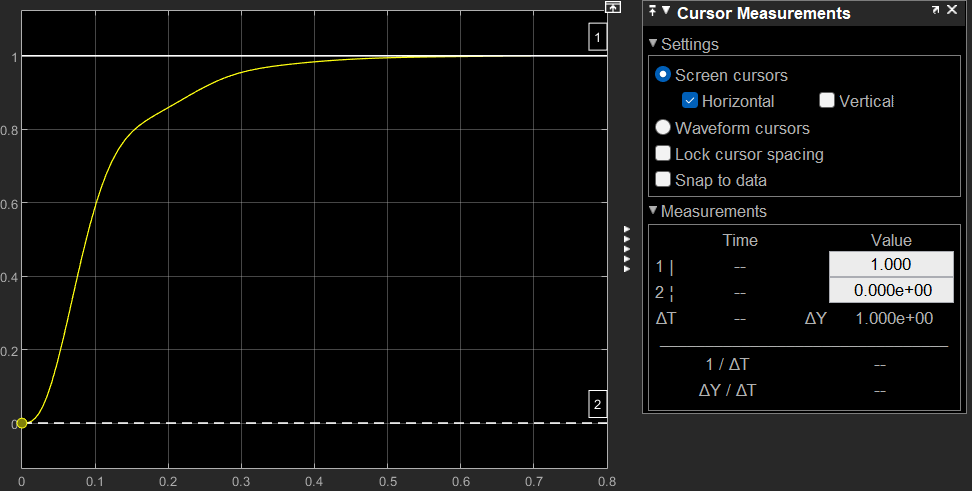 1
1
0.8
0.6
0.4
0.2
0
2
0 0.1 0.2 0.3 0.4 0.5 0.6 0.7 0.8
Cursor Measurements
Settings
Screen cursors
Horizontal Vertical
Waveform cursors
Lock cursor spacing
Snap to data
Measurements
Time Value
1 | -- 1.000
2 ¦ -- 0.000e+00
ΔT -- ΔY 1.000e+00
1 / ΔT --
ΔY / ΔT --